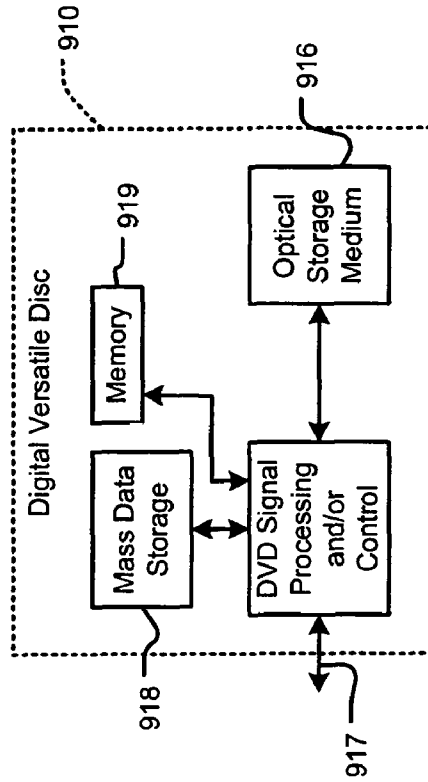 910
Digital Versatile Disc
919
Memory
Mass Data
Storage
918
DVD Signal
Processing
and/or
Control
Optical
Storage
Medium
916
917